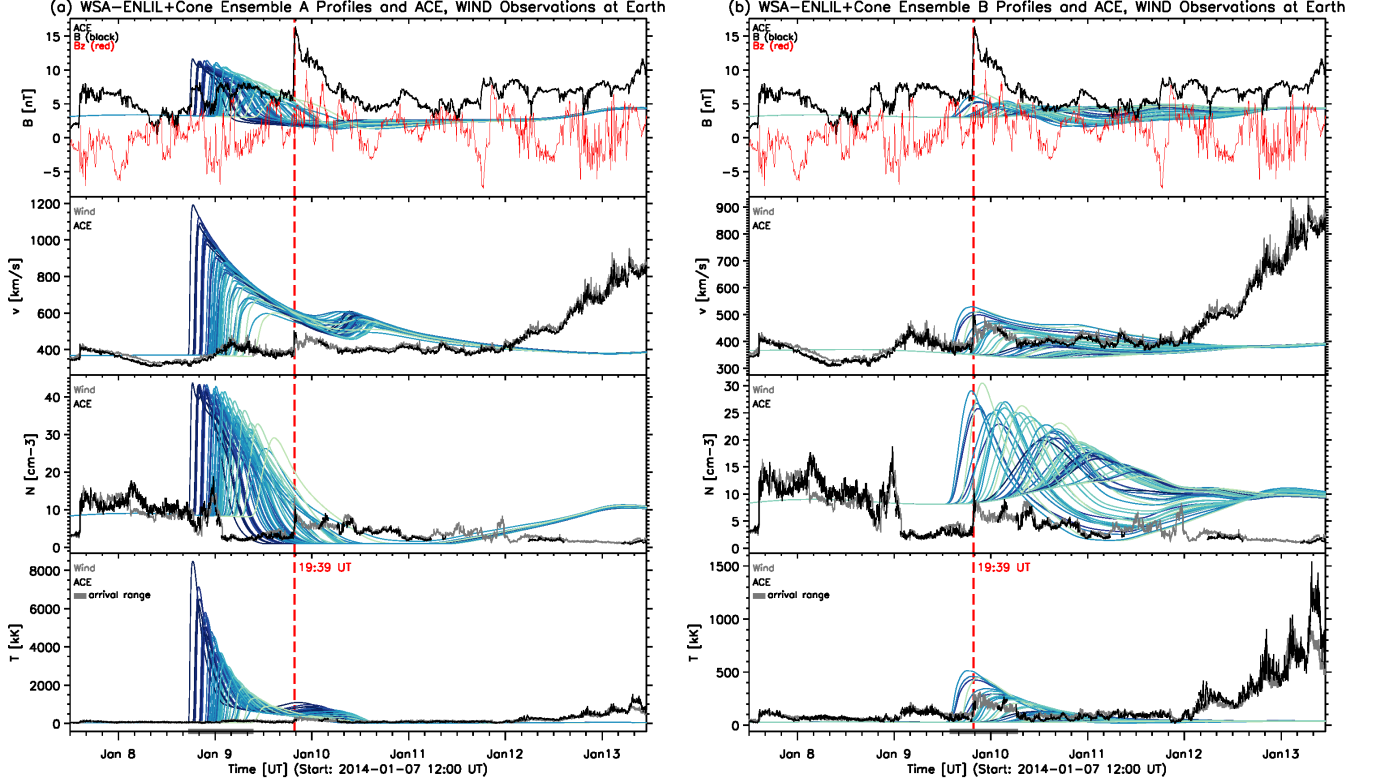 (a) WSA-ENLIL+Cone Ensemble A Profiles and ACE, WIND Observations at Earth
ACE
B (black)
Bz (red)
B [nT]
15
10
5
0
-5
Wind
ACE
v [km/s]
1200
1000
800
600
400
Wind
ACE
N [cm-3]
40
30
20
10
0
Wind
ACE
arrival range
19:39 UT
T [kK]
8000
6000
4000
2000
0
Jan 8
Jan 9
Jan10
Jan11
Jan12
Jan13
Time [UT] (Start: 2014-01-07 12:00 UT)
(b) WSA-ENLIL+Cone Ensemble B Profiles and ACE, WIND Observations at Earth
ACE
B (black)
Bz (red)
B [nT]
15
10
5
0
-5
Wind
ACE
v [km/s]
900
800
700
600
500
400
300
Wind
ACE
N [cm-3]
30
25
20
15
10
5
0
Wind
ACE
arrival range
19:39 UT
T [kK]
1500
1000
500
0
Jan 8
Jan 9
Jan10
Jan11
Jan12
Jan13
Time [UT] (Start: 2014-01-07 12:00 UT)